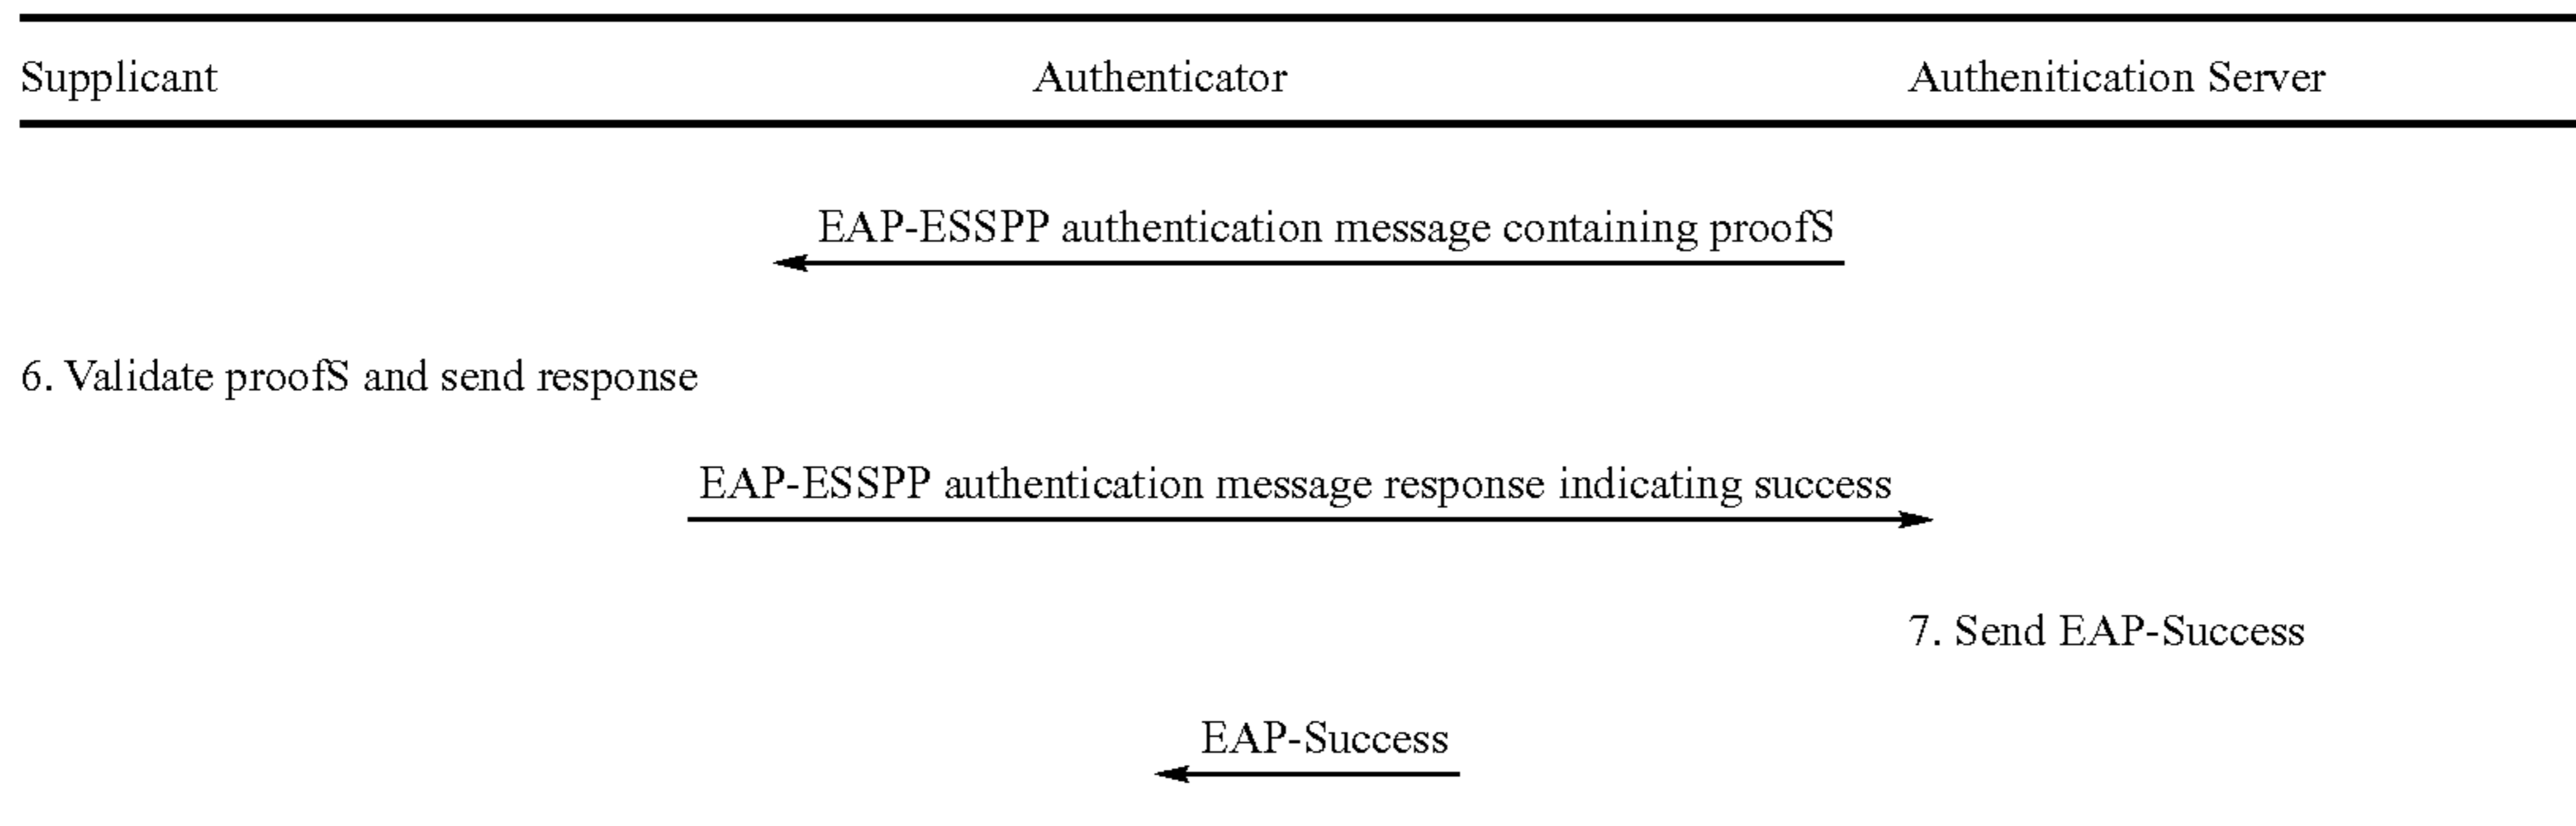 Supplicant Authenticator Authenitication Server
EAP-ESSPP authentication message containing proofS
6. Validate proofS and send response
EAP-ESSPP authentication message response indicating success
7. Send EAP-Success
EAP-Success